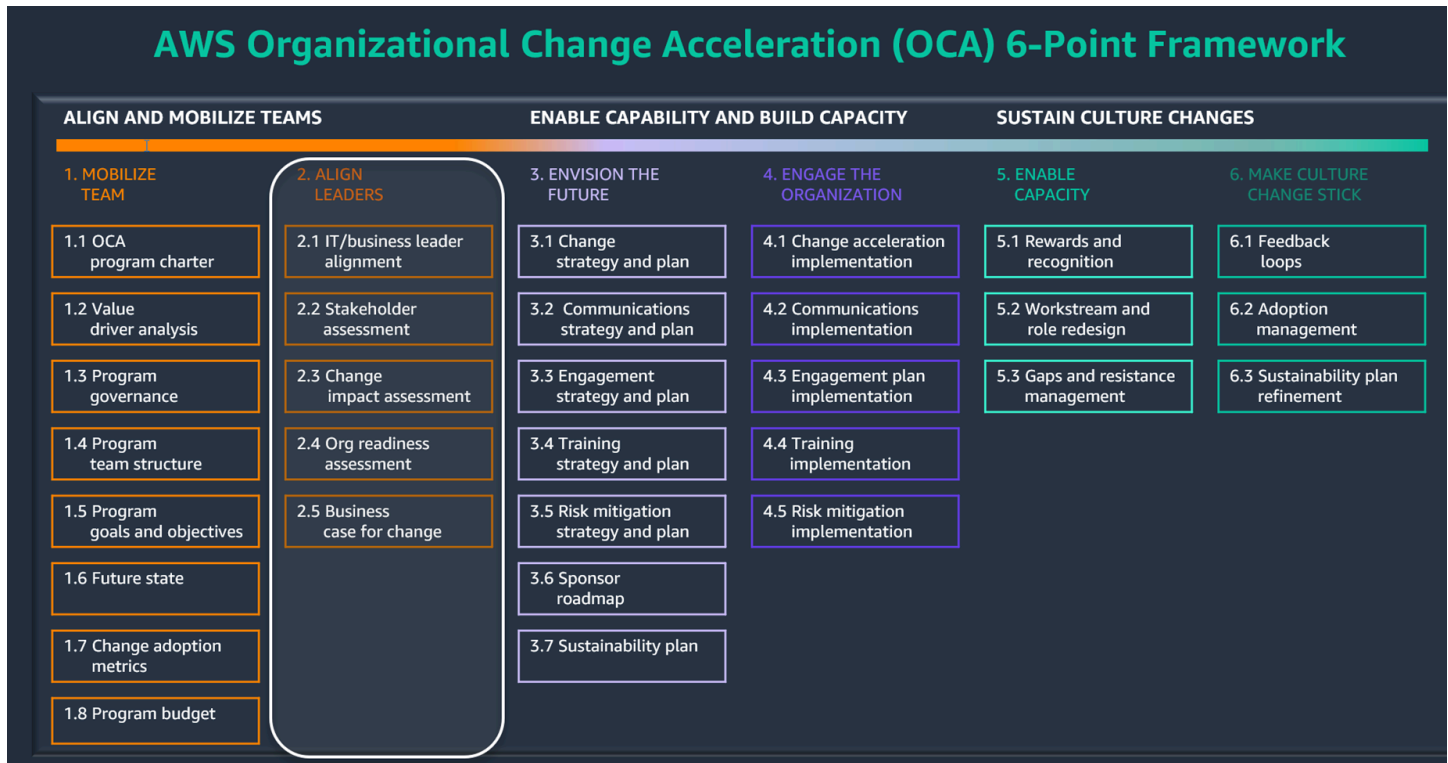 AWS Organizational Change Acceleration (OCA) 6-Point Framework
ALIGN AND MOBILIZE TEAMS
ENABLE CAPABILITY AND BUILD CAPACITY
SUSTAIN CULTURE CHANGES
1. MOBILIZE
TEAM
1.1 OCA
program charter
1.2 Value
driver analysis
1.3 Program
governance
1.4 Program
team structure
1.5 Program
goals and objectives
1.6 Future state
1.7 Change adoption
metrics
1.8 Program budget
2. ALIGN
LEADERS
2.1 IT/business leader
alignment
2.2 Stakeholder
assessment
2.3 Change
impact assessment
2.4 Org readiness
assessment
2.5 Business
case for change
3. ENVISION THE
FUTURE
3.1 Change
strategy and plan
3.2 Communications
strategy and plan
3.3 Engagement
strategy and plan
3.4 Training
strategy and plan
3.5 Risk mitigation
strategy and plan
3.6 Sponsor
roadmap
3.7 Sustainability plan
4. ENGAGE THE
ORGANIZATION
4.1 Change acceleration
implementation
4.2 Communications
implementation
4.3 Engagement plan
implementation
4.4 Training
implementation
4.5 Risk mitigation
implementation
5. ENABLE
CAPACITY
5.1 Rewards and
recognition
5.2 Workstream and
role redesign
5.3 Gaps and resistance
management
6. MAKE CULTURE
CHANGE STICK
6.1 Feedback
loops
6.2 Adoption
management
6.3 Sustainability plan
refinement